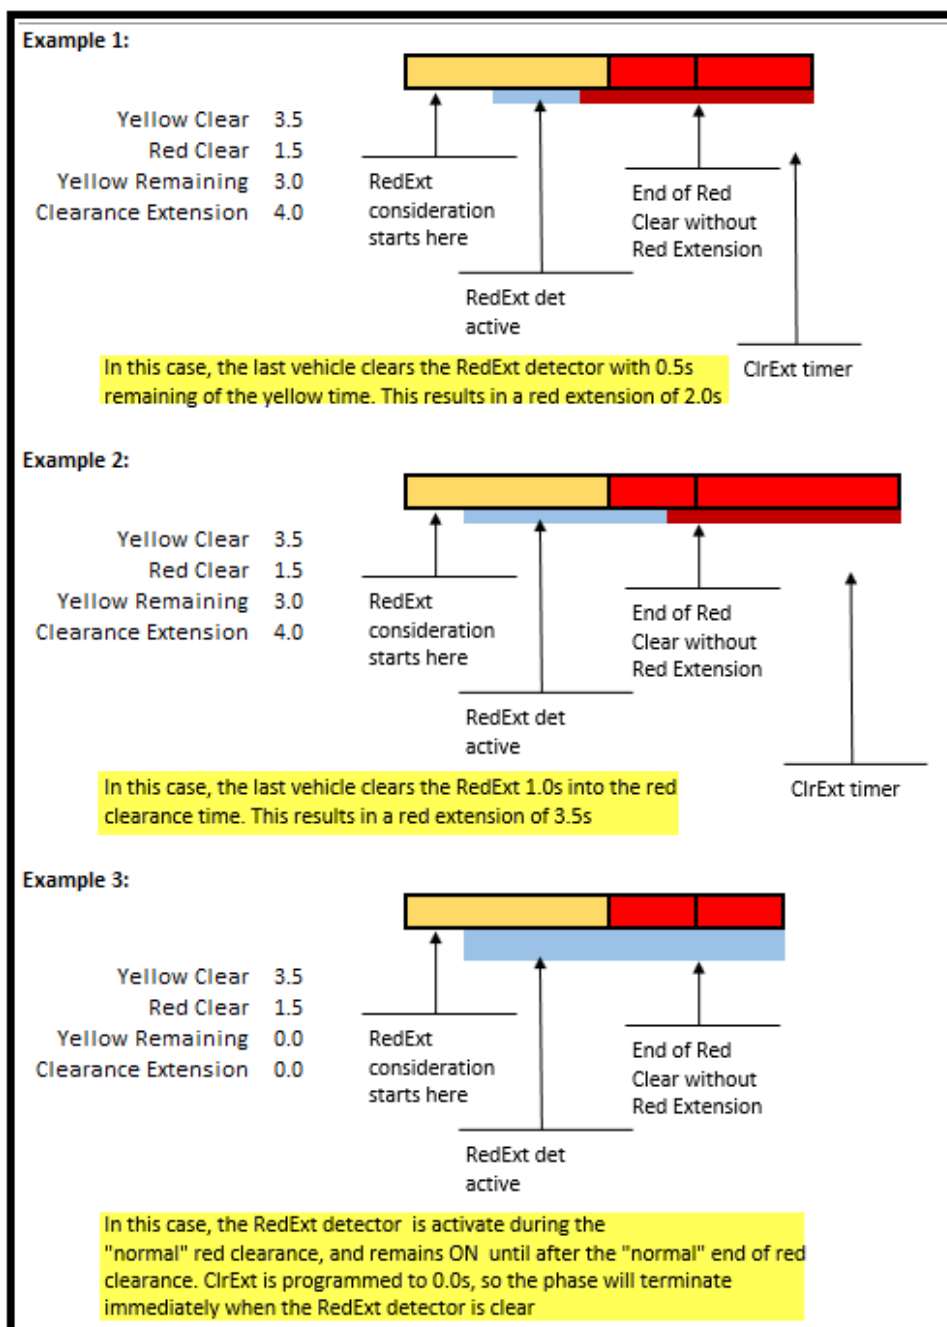 Example 1:
Yellow Clear 3.5
Red Clear 1.5
Yellow Remaining 3.0
Clearance Extension 4.0
RedExt
consideration
starts here
End of Red
Clear without
Red Extension
RedExt det
active
ClrExt timer
In this case, the last vehicle clears the RedExt detector with 0.5s
remaining of the yellow time. This results in a red extension of 2.0s
Example 2:
Yellow Clear 3.5
Red Clear 1.5
Yellow Remaining 3.0
Clearance Extension 4.0
RedExt
consideration
starts here
End of Red
Clear without
Red Extension
RedExt det
active
ClrExt timer
In this case, the last vehicle clears the RedExt 1.0s into the red
clearance time. This results in a red extension of 3.5s
Example 3:
Yellow Clear 3.5
Red Clear 1.5
Yellow Remaining 0.0
Clearance Extension 0.0
RedExt
consideration
starts here
End of Red
Clear without
Red Extension
RedExt det
active
In this case, the RedExt detector is activate during the
"normal" red clearance, and remains ON until after the "normal" end of red
clearance. ClrExt is programmed to 0.0s, so the phase will terminate
immediately when the RedExt detector is clear